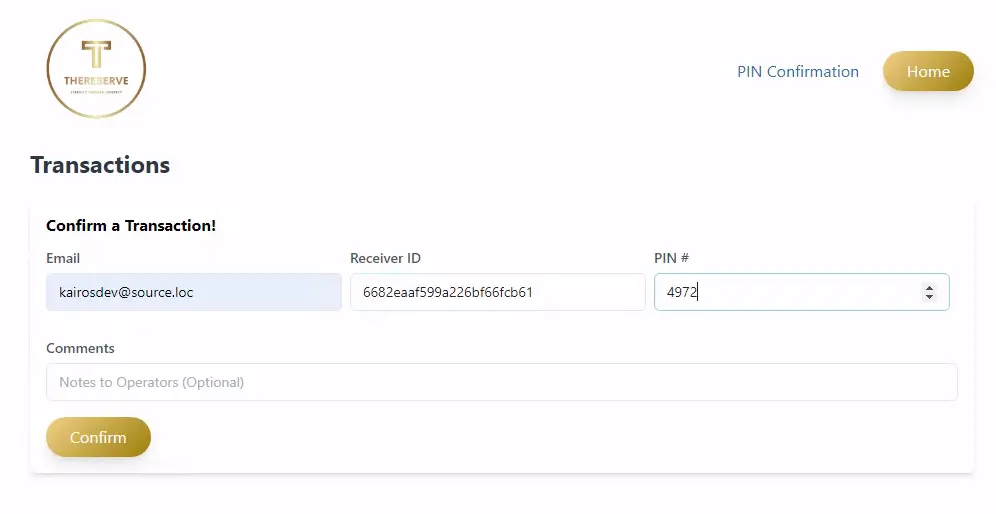 T
THERESERVE
PIN Confirmation
Home
Transactions
Confirm a Transaction!
Email
Receiver ID
PIN #
kairosdev@source.loc
6682eaaf599a226bf66fcb61
4972
Comments
Notes to Operators (Optional)
Confirm